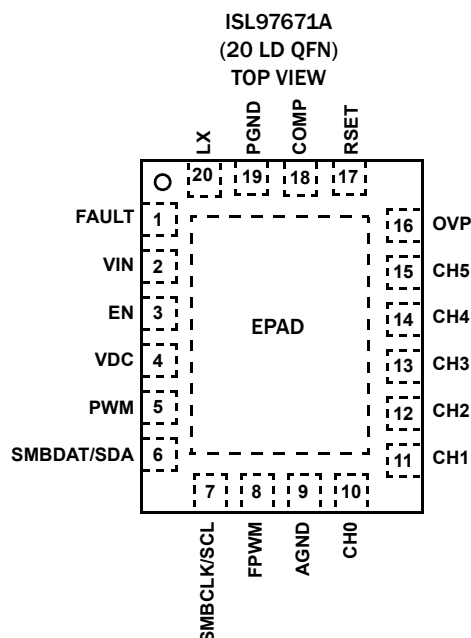 ISL97671A
(20 LD QFN)
TOP VIEW
LX
PGND
COMP
RSET
20
19
18
17
FAULT 1
VIN 2
EN 3
VDC 4
PWM 5
SMBDAT/SDA 6
EPAD
16 OVP
15 CH5
14 CH4
13 CH3
12 CH2
11 CH1
7
8
9
10
SMBCLK/SCL
FPWM
AGND
CH0